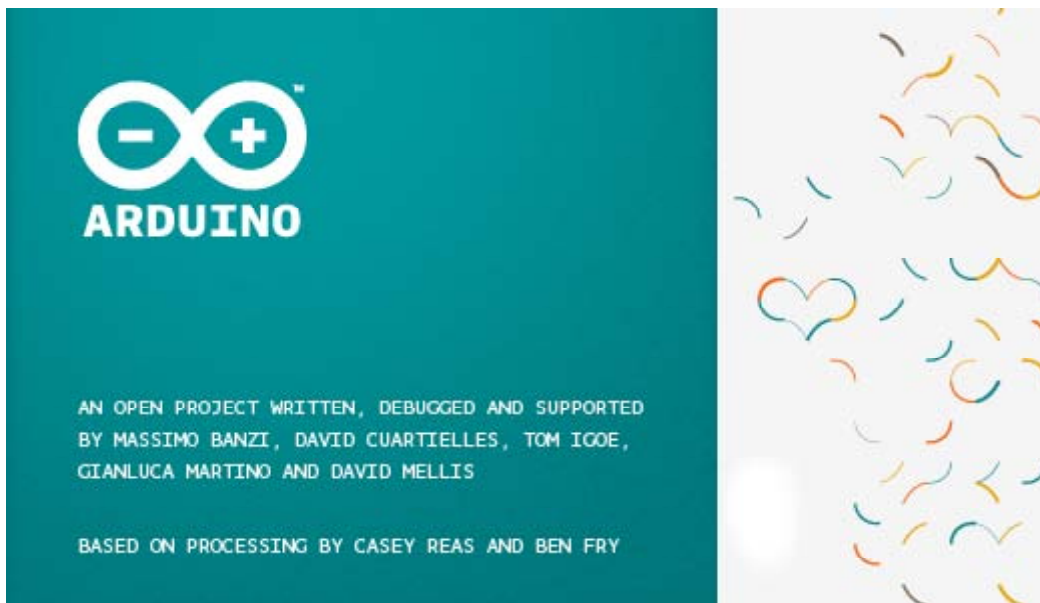 ™
ARDUINO
AN OPEN PROJECT WRITTEN, DEBUGGED AND SUPPORTED
BY MASSIMO BANZI, DAVID CUARTIELLES, TOM IGOE,
GIANLUCA MARTINO AND DAVID MELLIS
BASED ON PROCESSING BY CASEY REAS AND BEN FRY